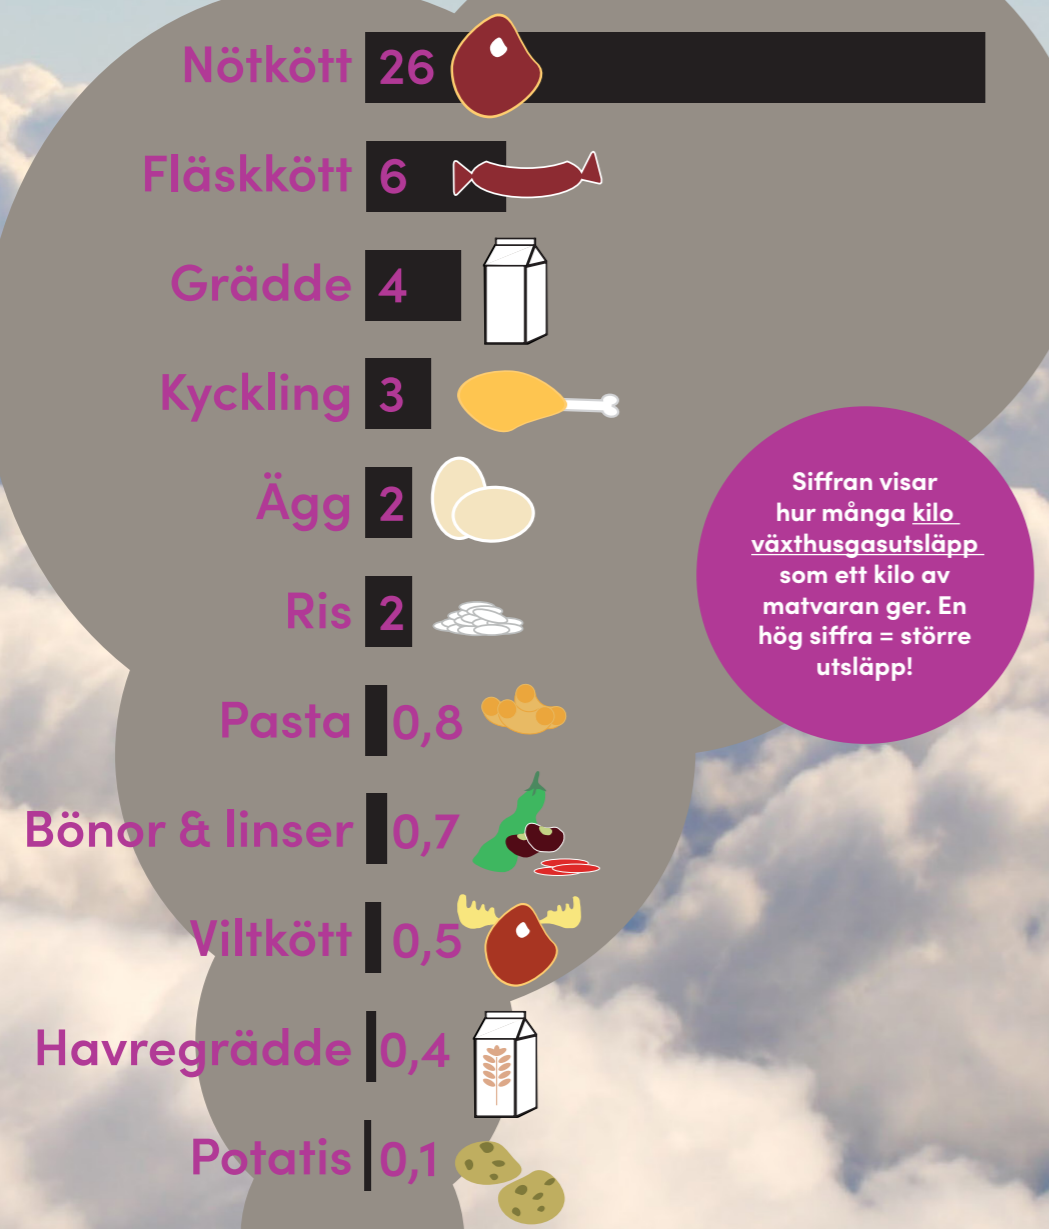 Nötkött 26
Fläskkött 6
Grädde 4
Kyckling 3
Ägg 2
Ris 2
Pasta 0,8
Bönor & linser 0,7
Viltkött 0,5
Havregrädde 0,4
Potatis 0,1
Siffran visar
hur många kilo
växthusgasutsläpp
som ett kilo av
matvaran ger. En
hög siffra = större
utsläpp!